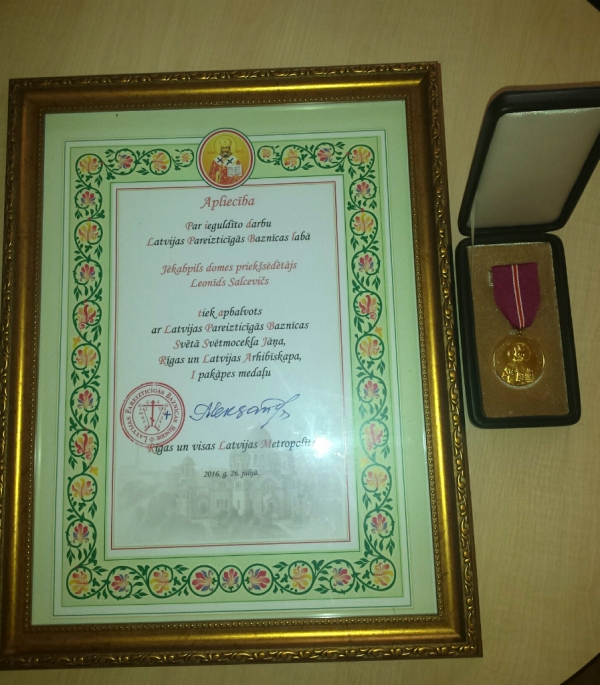 Apliecība
Par ieguldīto darbu
Latvijas Pareizticīgās Baznīcas labā
Jēkabpils domes priekšsēdētājs
Leonīds Salcevičs
tiek apbalvots
ar Latvijas Pareizticīgās Baznīcas
Svētā Svētmocekļa Jāņa,
Rīgas un Latvijas Arhibīskapa,
I pakāpes medaļu
Rīgas un visas Latvijas Metropolīts
2016. g. 26. jūlijā.